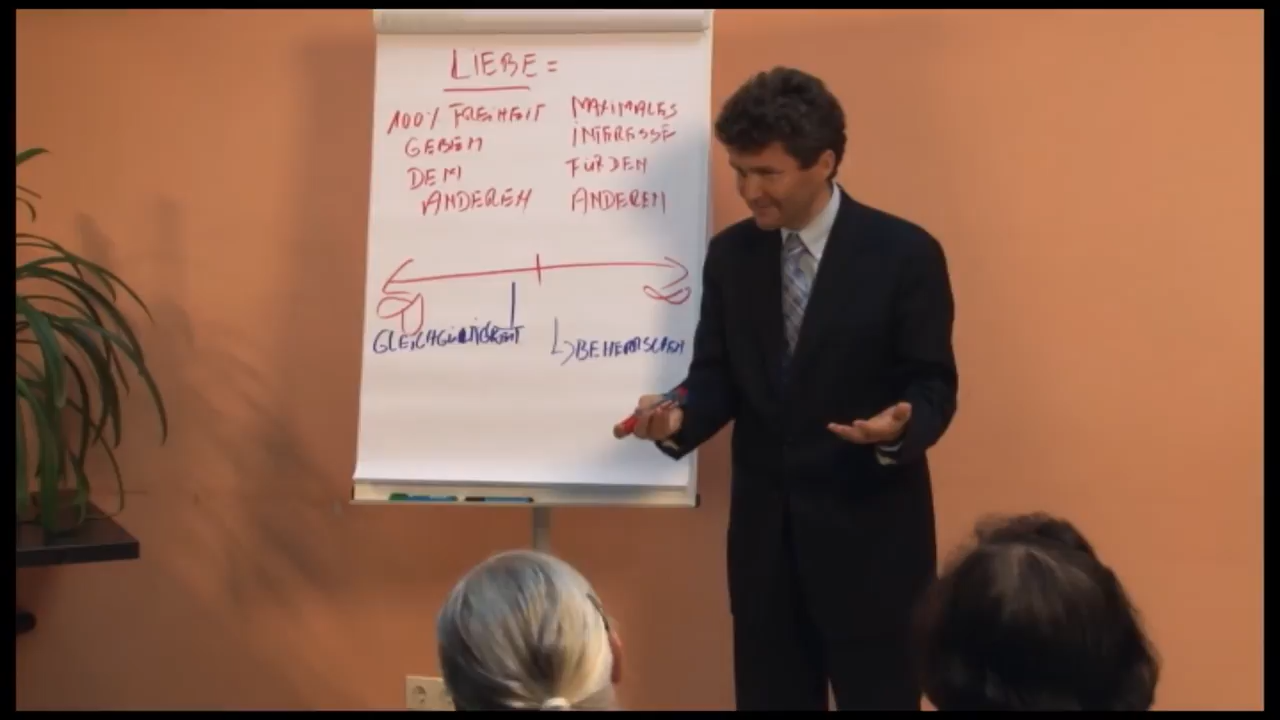 LIEBE =
100% FREIHEIT
GEBEN
DEM
ANDEREN
MAXIMALES
INTERESSE
FÜR DEN
ANDEREN
GLEICHGÜLTIGKEIT
BEHERRSCHEN